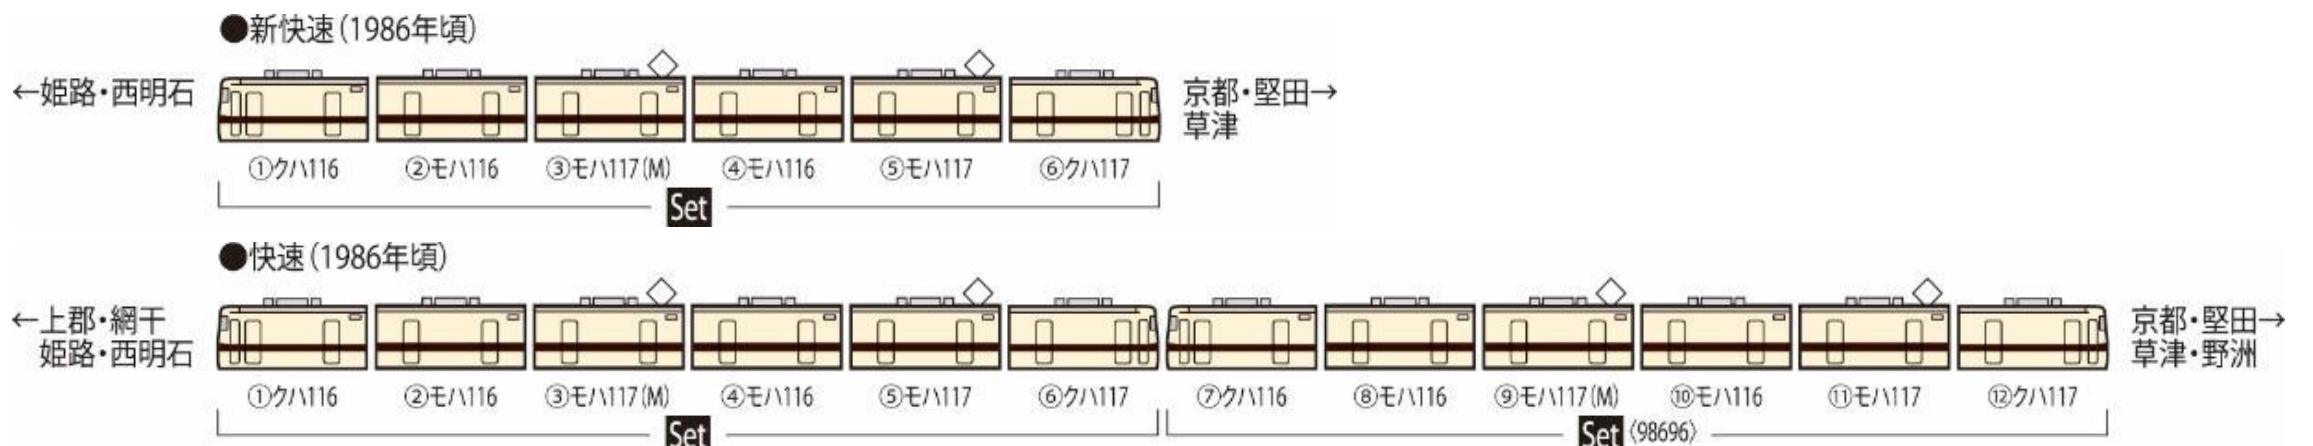 ●新快速（1986年頃）
←姫路・西明石
京都・堅田→
草津
①クハ116 ②モハ116 ③モハ117(M) ④モハ116 ⑤モハ117 ⑥クハ117
Set
●快速（1986年頃）
←上郡・網干
姫路・西明石
京都・堅田→
草津・野洲
①クハ116 ②モハ116 ③モハ117(M) ④モハ116 ⑤モハ117 ⑥クハ117 ⑦クハ116 ⑧モハ116 ⑨モハ117(M) ⑩モハ116 ⑪モハ117 ⑫クハ117
Set Set〈98696〉